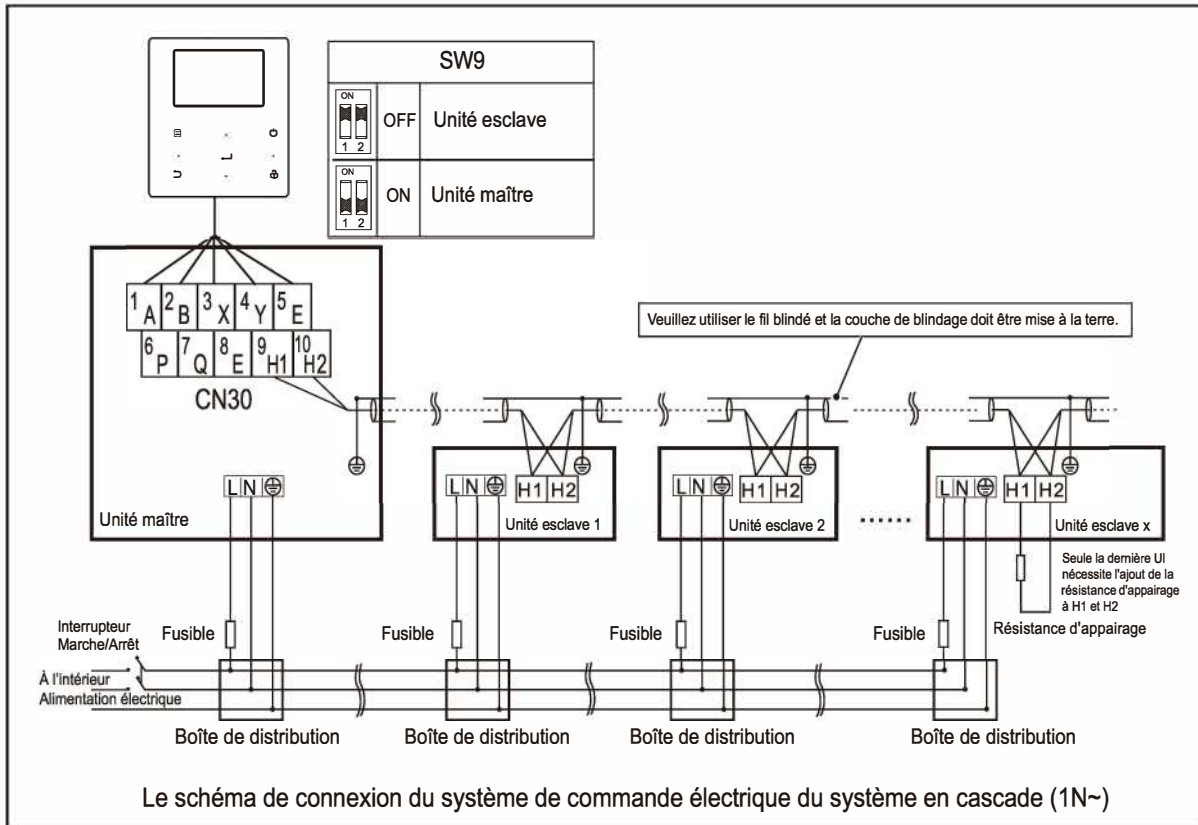 SW9
ON
1 2
OFF
Unité esclave
ON
1 2
ON
Unité maître
1 A
2 B
3 X
4 Y
5 E
6 P
7 Q
8 E
9 H1
10 H2
CN30
Veuillez utiliser le fil blindé et la couche de blindage doit être mise à la terre.
L N
Unité maître
L N
H1 H2
Unité esclave 1
L N
H1 H2
Unité esclave 2
......
L N
H1 H2
Unité esclave x
Seule la dernière UI
nécessite l'ajout de la
résistance d'appairage
à H1 et H2
Résistance d'appairage
Interrupteur
Marche/Arrêt
Fusible
Fusible
Fusible
Fusible
À l'intérieur
Alimentation électrique
Boîte de distribution
Boîte de distribution
Boîte de distribution
Boîte de distribution
Le schéma de connexion du système de commande électrique du système en cascade (1N~)